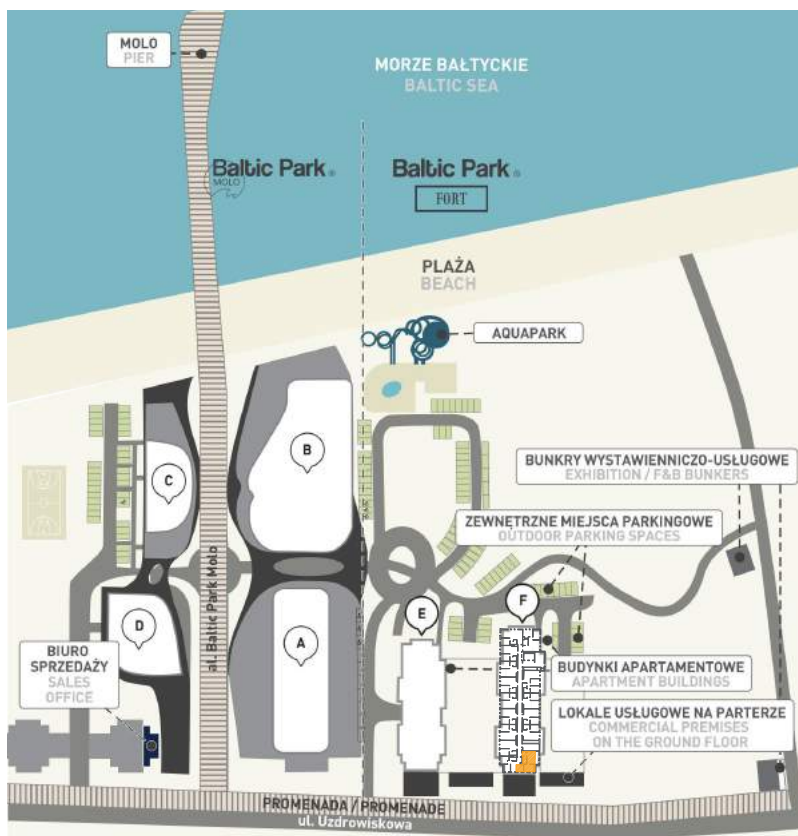 MOLO
PIER
MORZE BAŁTYCKIE
BALTIC SEA
Baltic Park
MOLO
Baltic Park
FORT
PLAŻA
BEACH
AQUAPARK
B
C
BUNKRY WYSTAWIENNICZO-USŁUGOWE
EXHIBITION / F&B BUNKERS
ZEWNĘTRZNE MIEJSCA PARKINGOWE
OUTDOOR PARKING SPACES
al. Baltic Park Molo
E
F
D
A
BIURO
SPRZEDAŻY
SALES
OFFICE
BUDYNKI APARTAMENTOWE
APARTMENT BUILDINGS
LOKALE USŁUGOWE NA PARTERZE
COMMERCIAL PREMISES
ON THE GROUND FLOOR
PROMENADA / PROMENADE
ul. Uzdrowiskowa